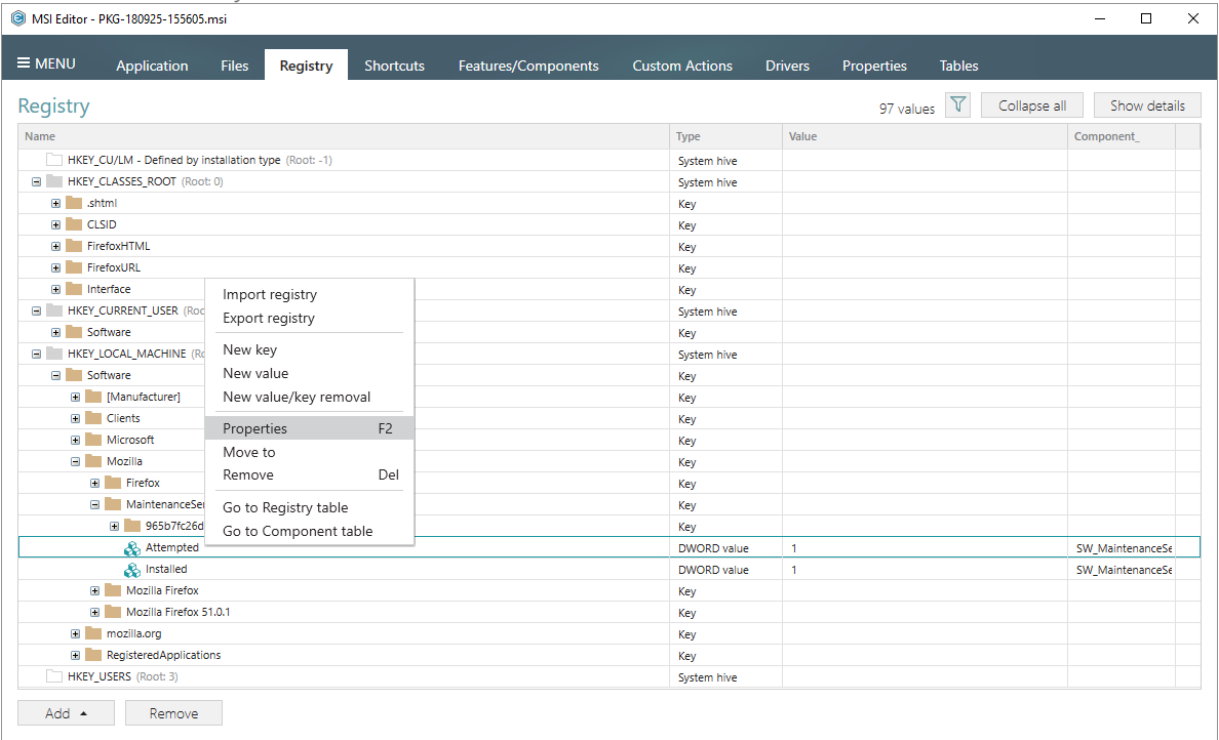 MSI Editor - PKG-180925-155605.msi
MENU Application Files Registry Shortcuts Features/Components Custom Actions Drivers Properties Tables
Registry 97 values Collapse all Show details
Name Type Value Component_
HKEY_CU/LM - Defined by installation type (Root: -1) System hive
HKEY_CLASSES_ROOT (Root: 0) System hive
.shtml Key
CLSID Key
FirefoxHTML Key
FirefoxURL Key
Interface Key
HKEY_CURRENT_USER (Roo System hive
Software Key
HKEY_LOCAL_MACHINE (Ro System hive
Software Key
[Manufacturer] Key
Clients Key
Microsoft Key
Mozilla Key
Firefox Key
MaintenanceSer Key
965b7fc26d Key
Attempted DWORD value 1 SW_MaintenanceSe
Installed DWORD value 1 SW_MaintenanceSe
Mozilla Firefox Key
Mozilla Firefox 51.0.1 Key
mozilla.org Key
RegisteredApplications Key
HKEY_USERS (Root: 3) System hive
Import registry
Export registry
New key
New value
New value/key removal
Properties F2
Move to
Remove Del
Go to Registry table
Go to Component table
Add Remove